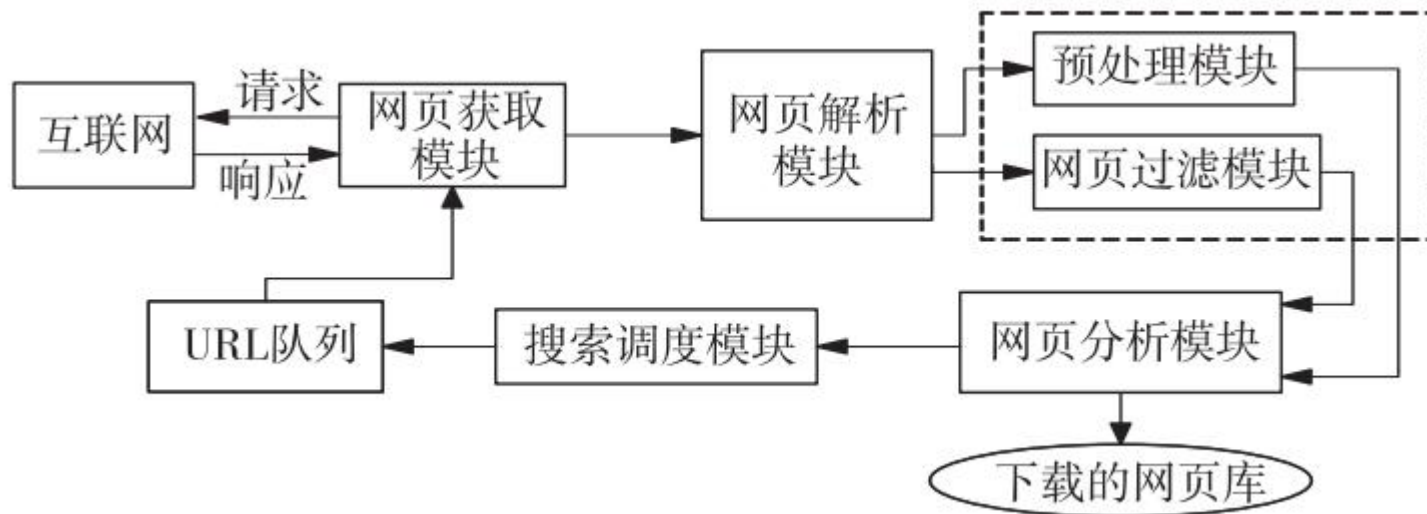 互联网
请求
响应
网页获取
模块
网页解析
模块
预处理模块
网页过滤模块
URL队列
搜索调度模块
网页分析模块
下载的网页库